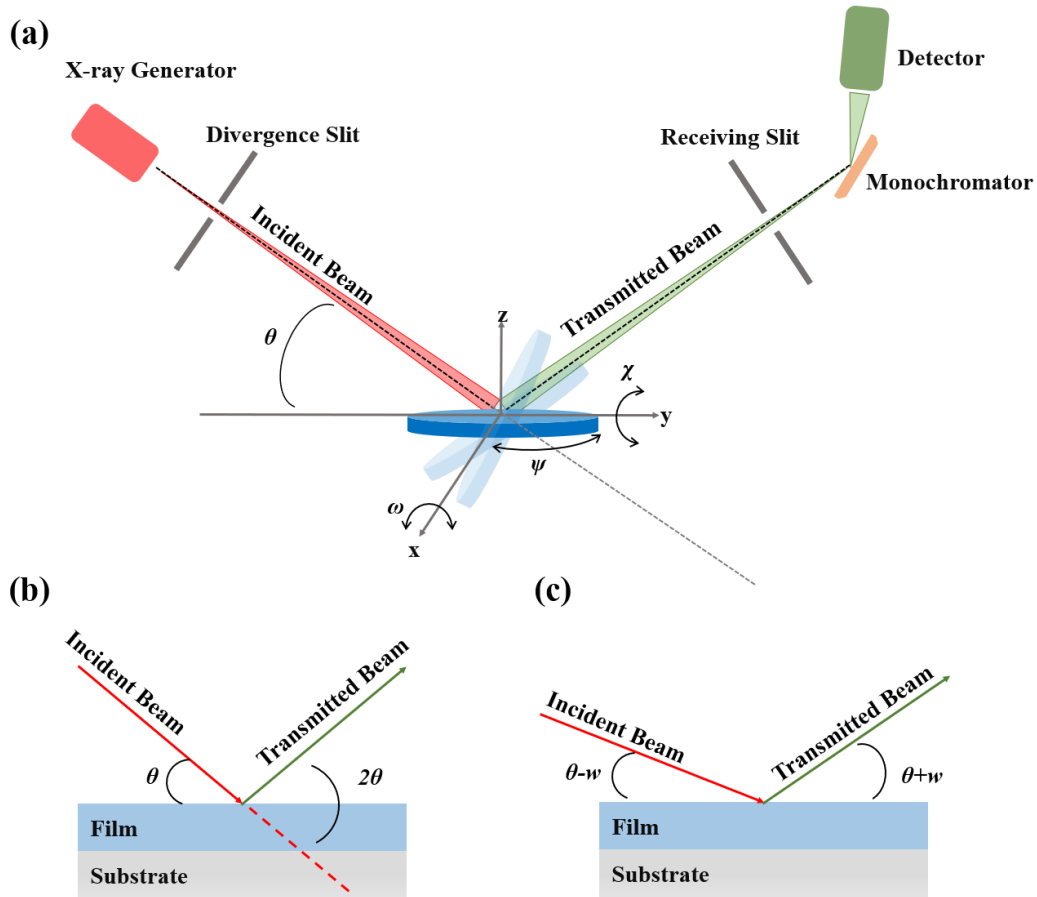 (a)
X-ray Generator
Divergence Slit
Incident Beam
θ
Detector
Receiving Slit
Monochromator
Transmitted Beam
z
χ
y
ψ
ω
x
(b)
Incident Beam
Transmitted Beam
θ
2θ
Film
Substrate
(c)
Incident Beam
Transmitted Beam
θ-w
θ+w
Film
Substrate